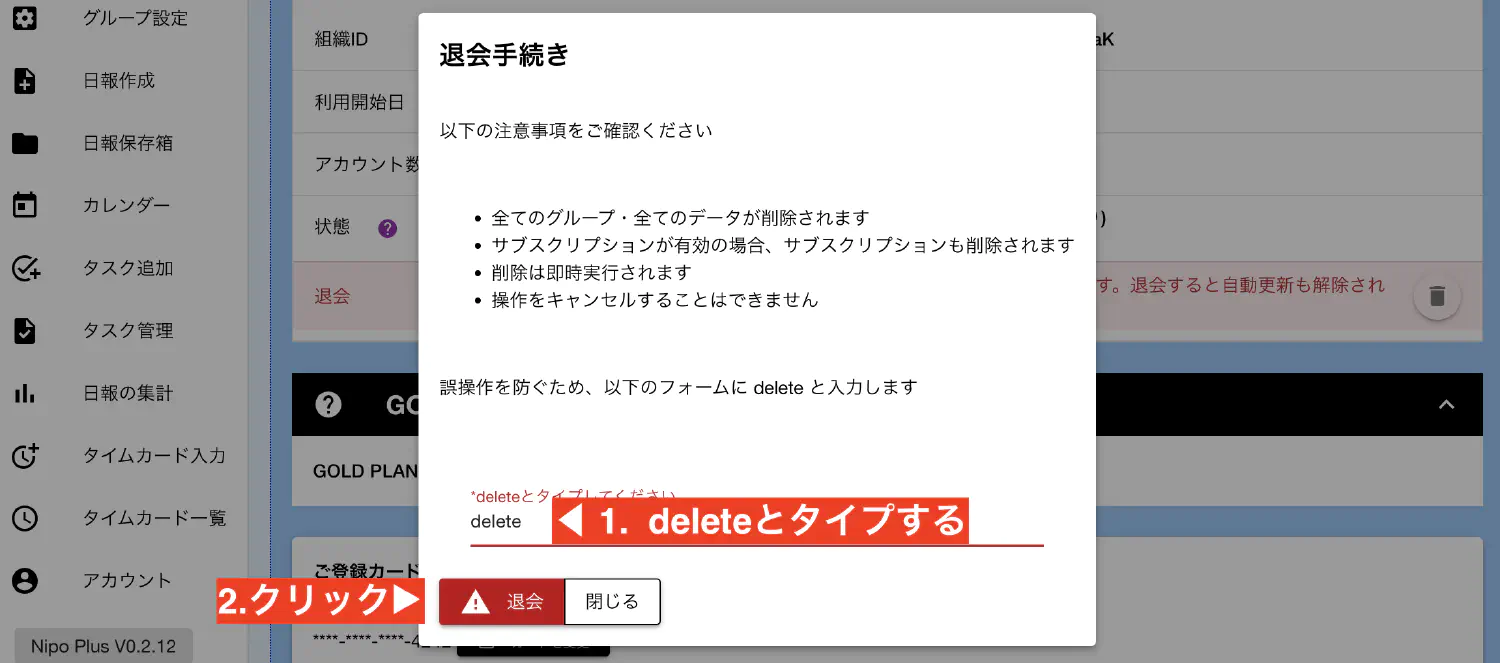 グループ設定
日報作成
日報保存箱
カレンダー
タスク追加
タスク管理
日報の集計
タイムカード入力
タイムカード一覧
アカウント
Nipo Plus V0.2.12
組織ID
aK
利用開始日
アカウント数
状態
?
)
退会
す。退会すると自動更新も解除され
?
GO
GOLD PLAN
ご登録カード
****-****-****-4242
退会手続き
以下の注意事項をご確認ください
• 全てのグループ・全てのデータが削除されます
• サブスクリプションが有効の場合、サブスクリプションも削除されます
• 削除は即時実行されます
• 操作をキャンセルすることはできません
誤操作を防ぐため、以下のフォームに delete と入力します
*deleteとタイプしてください
delete
◀ 1. deleteとタイプする
2.クリック▶
退会
閉じる